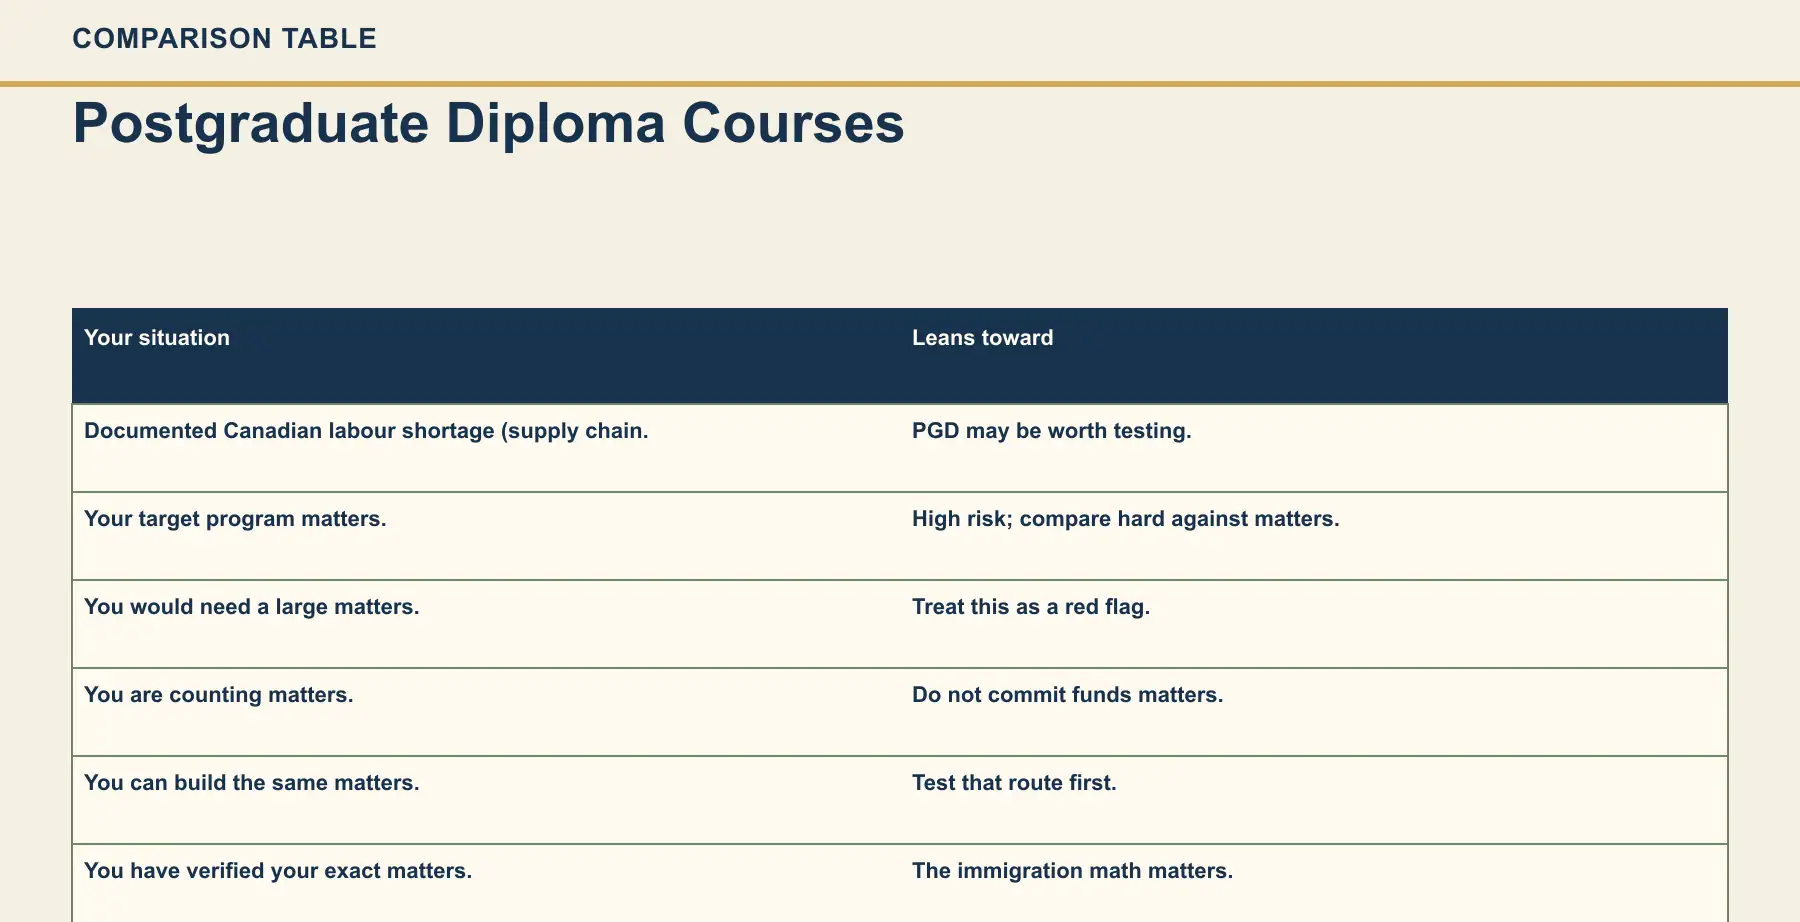 COMPARISON TABLE
Postgraduate Diploma Courses
Your situation
Leans toward
Documented Canadian labour shortage (supply chain.
PGD may be worth testing.
Your target program matters.
High risk; compare hard against matters.
You would need a large matters.
Treat this as a red flag.
You are counting matters.
Do not commit funds matters.
You can build the same matters.
Test that route first.
You have verified your exact matters.
The immigration math matters.